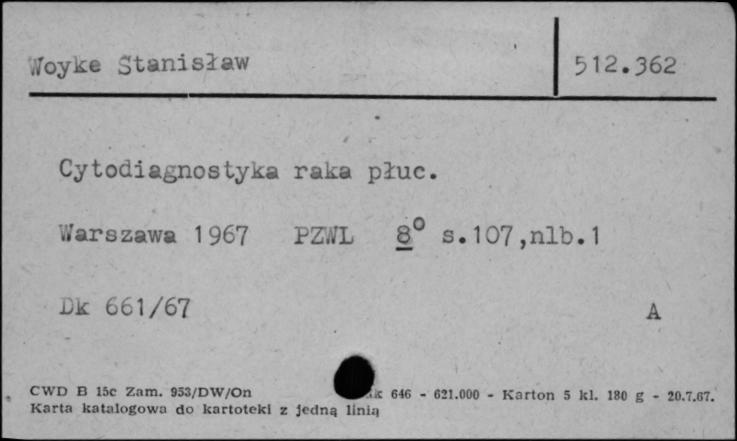 Woyke Stanisław 512.362
Cytodiagnostyka raka płuc.
Warszawa 1967 PZWL 8° s.107,nlb.1
Dk 661/67 A
CWD B 15c Zam. 953/DW/On 646 - 621.000 - Karton 5 kl. 180 g - 20.7.67.
Karta katalogowa do kartoteki z jedną linią